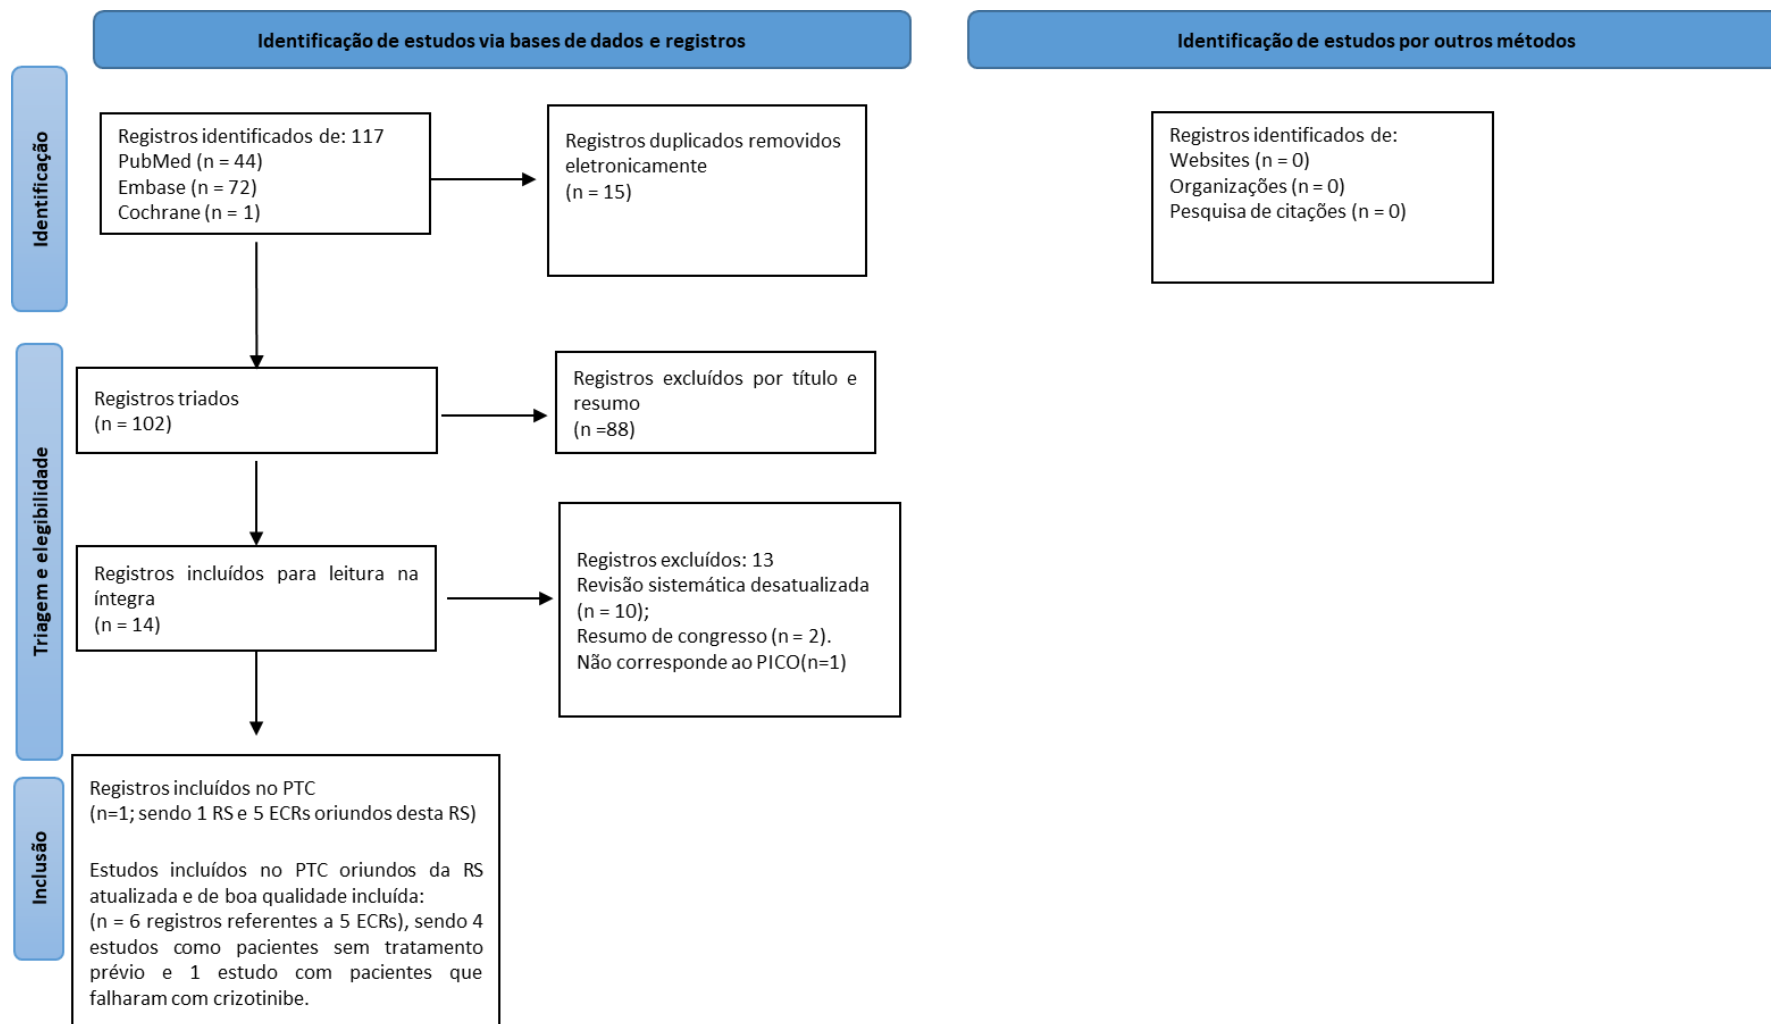 Identificação de estudos via bases de dados e registros
Identificação de estudos por outros métodos
Identificação
Registros identificados de: 117
PubMed (n = 44)
Embase (n = 72)
Cochrane (n = 1)
Registros duplicados removidos
eletronicamente
(n = 15)
Registros identificados de:
Websites (n = 0)
Organizações (n = 0)
Pesquisa de citações (n = 0)
Triagem e elegibilidade
Registros triados
(n = 102)
Registros excluídos por título e
resumo
(n =88)
Registros incluídos para leitura na
íntegra
(n = 14)
Registros excluídos: 13
Revisão sistemática desatualizada
(n = 10);
Resumo de congresso (n = 2).
Não corresponde ao PICO(n=1)
Inclusão
Registros incluídos no PTC
(n=1; sendo 1 RS e 5 ECRs oriundos desta RS)
Estudos incluídos no PTC oriundos da RS
atualizada e de boa qualidade incluída:
(n = 6 registros referentes a 5 ECRs), sendo 4
estudos como pacientes sem tratamento
prévio e 1 estudo com pacientes que
falharam com crizotinibe.